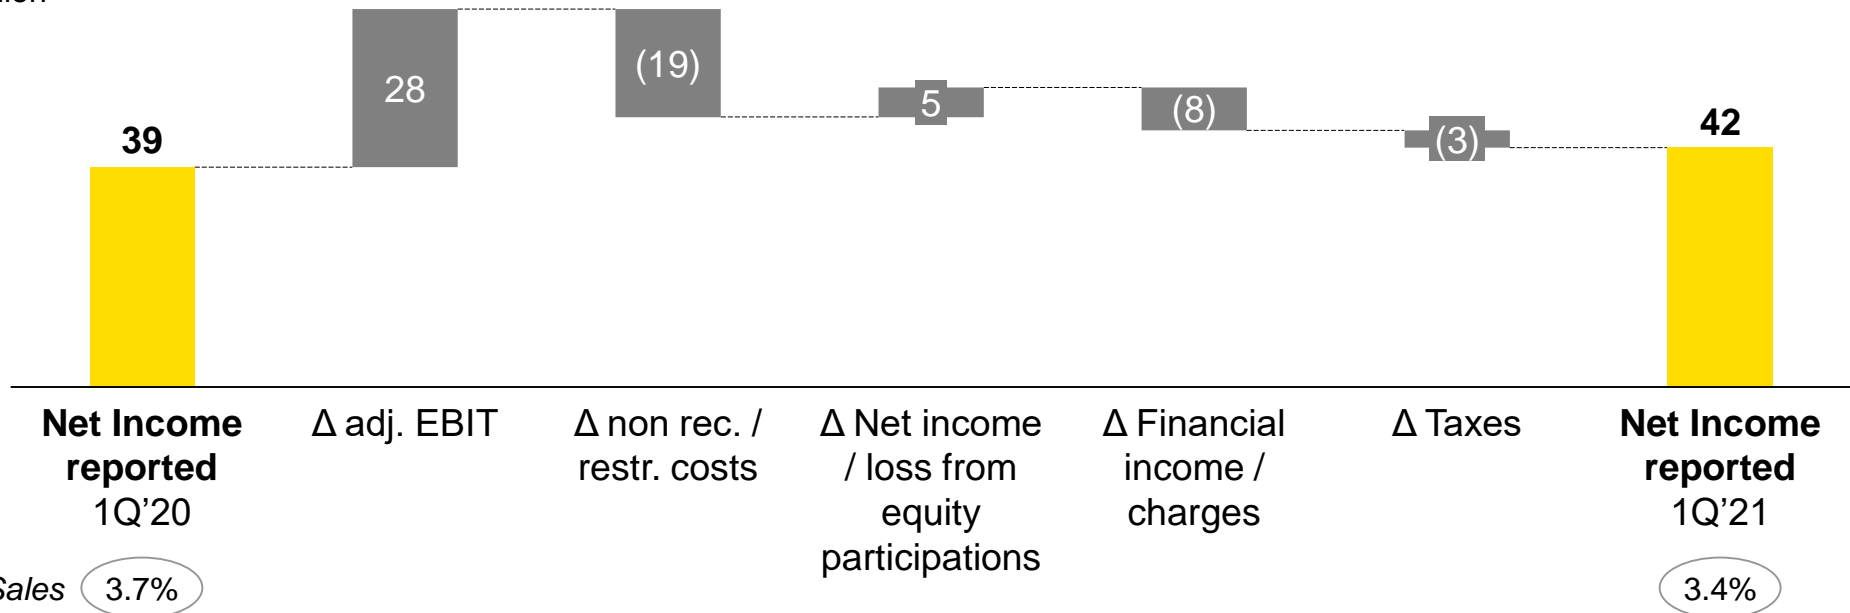 28
(19)
5
(8)
(3)
39
42
Net Income
reported
1Q’20
Δ adj. EBIT
Δ non rec. /
restr. costs
Δ Net income
/ loss from
equity
participations
Δ Financial
income /
charges
Δ Taxes
Net Income
reported
1Q’21
Sales 3.7%
3.4%